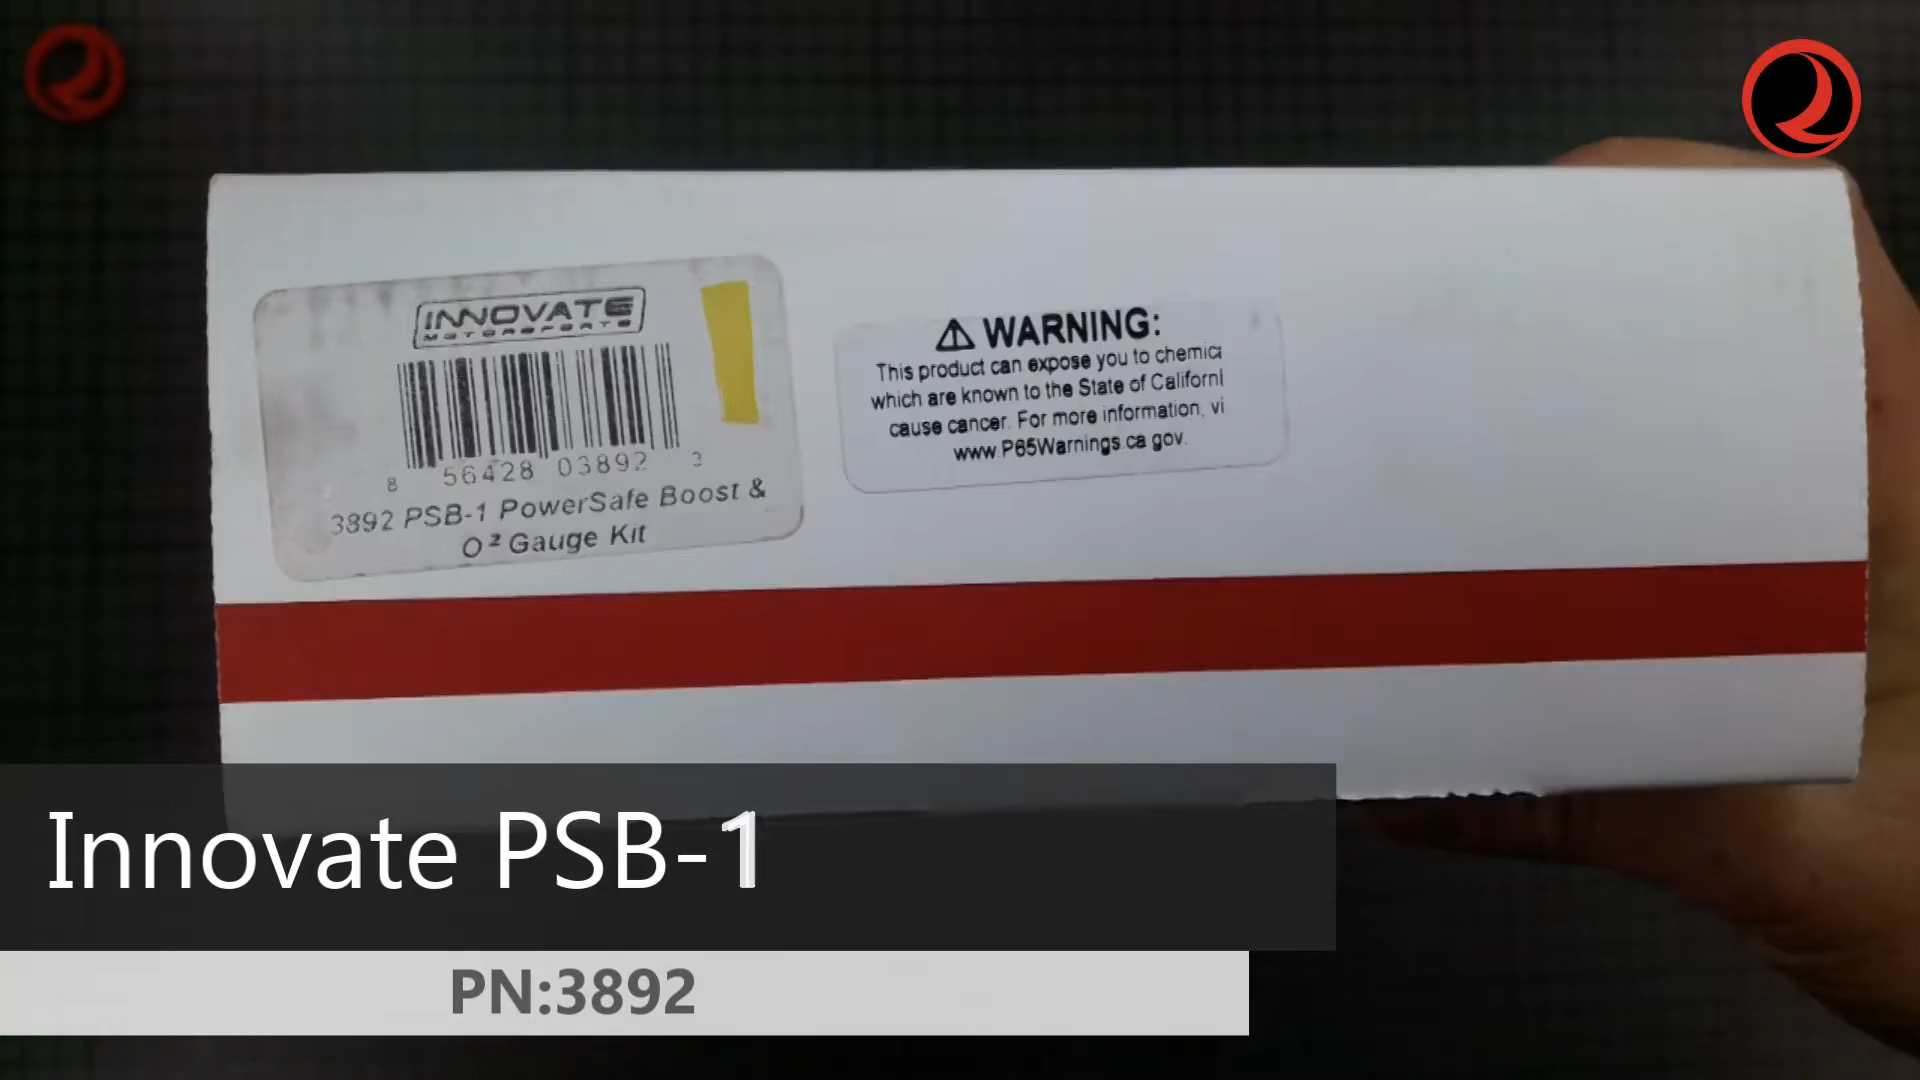 INNOVATE
MOTORSPORTS
8 56428 03892 3
3892 PSB-1 PowerSafe Boost &
O² Gauge Kit
WARNING:
This product can expose you to chemica
which are known to the State of Californi
cause cancer. For more information, vi
www.P65Warnings.ca.gov.
Innovate PSB-1
PN:3892